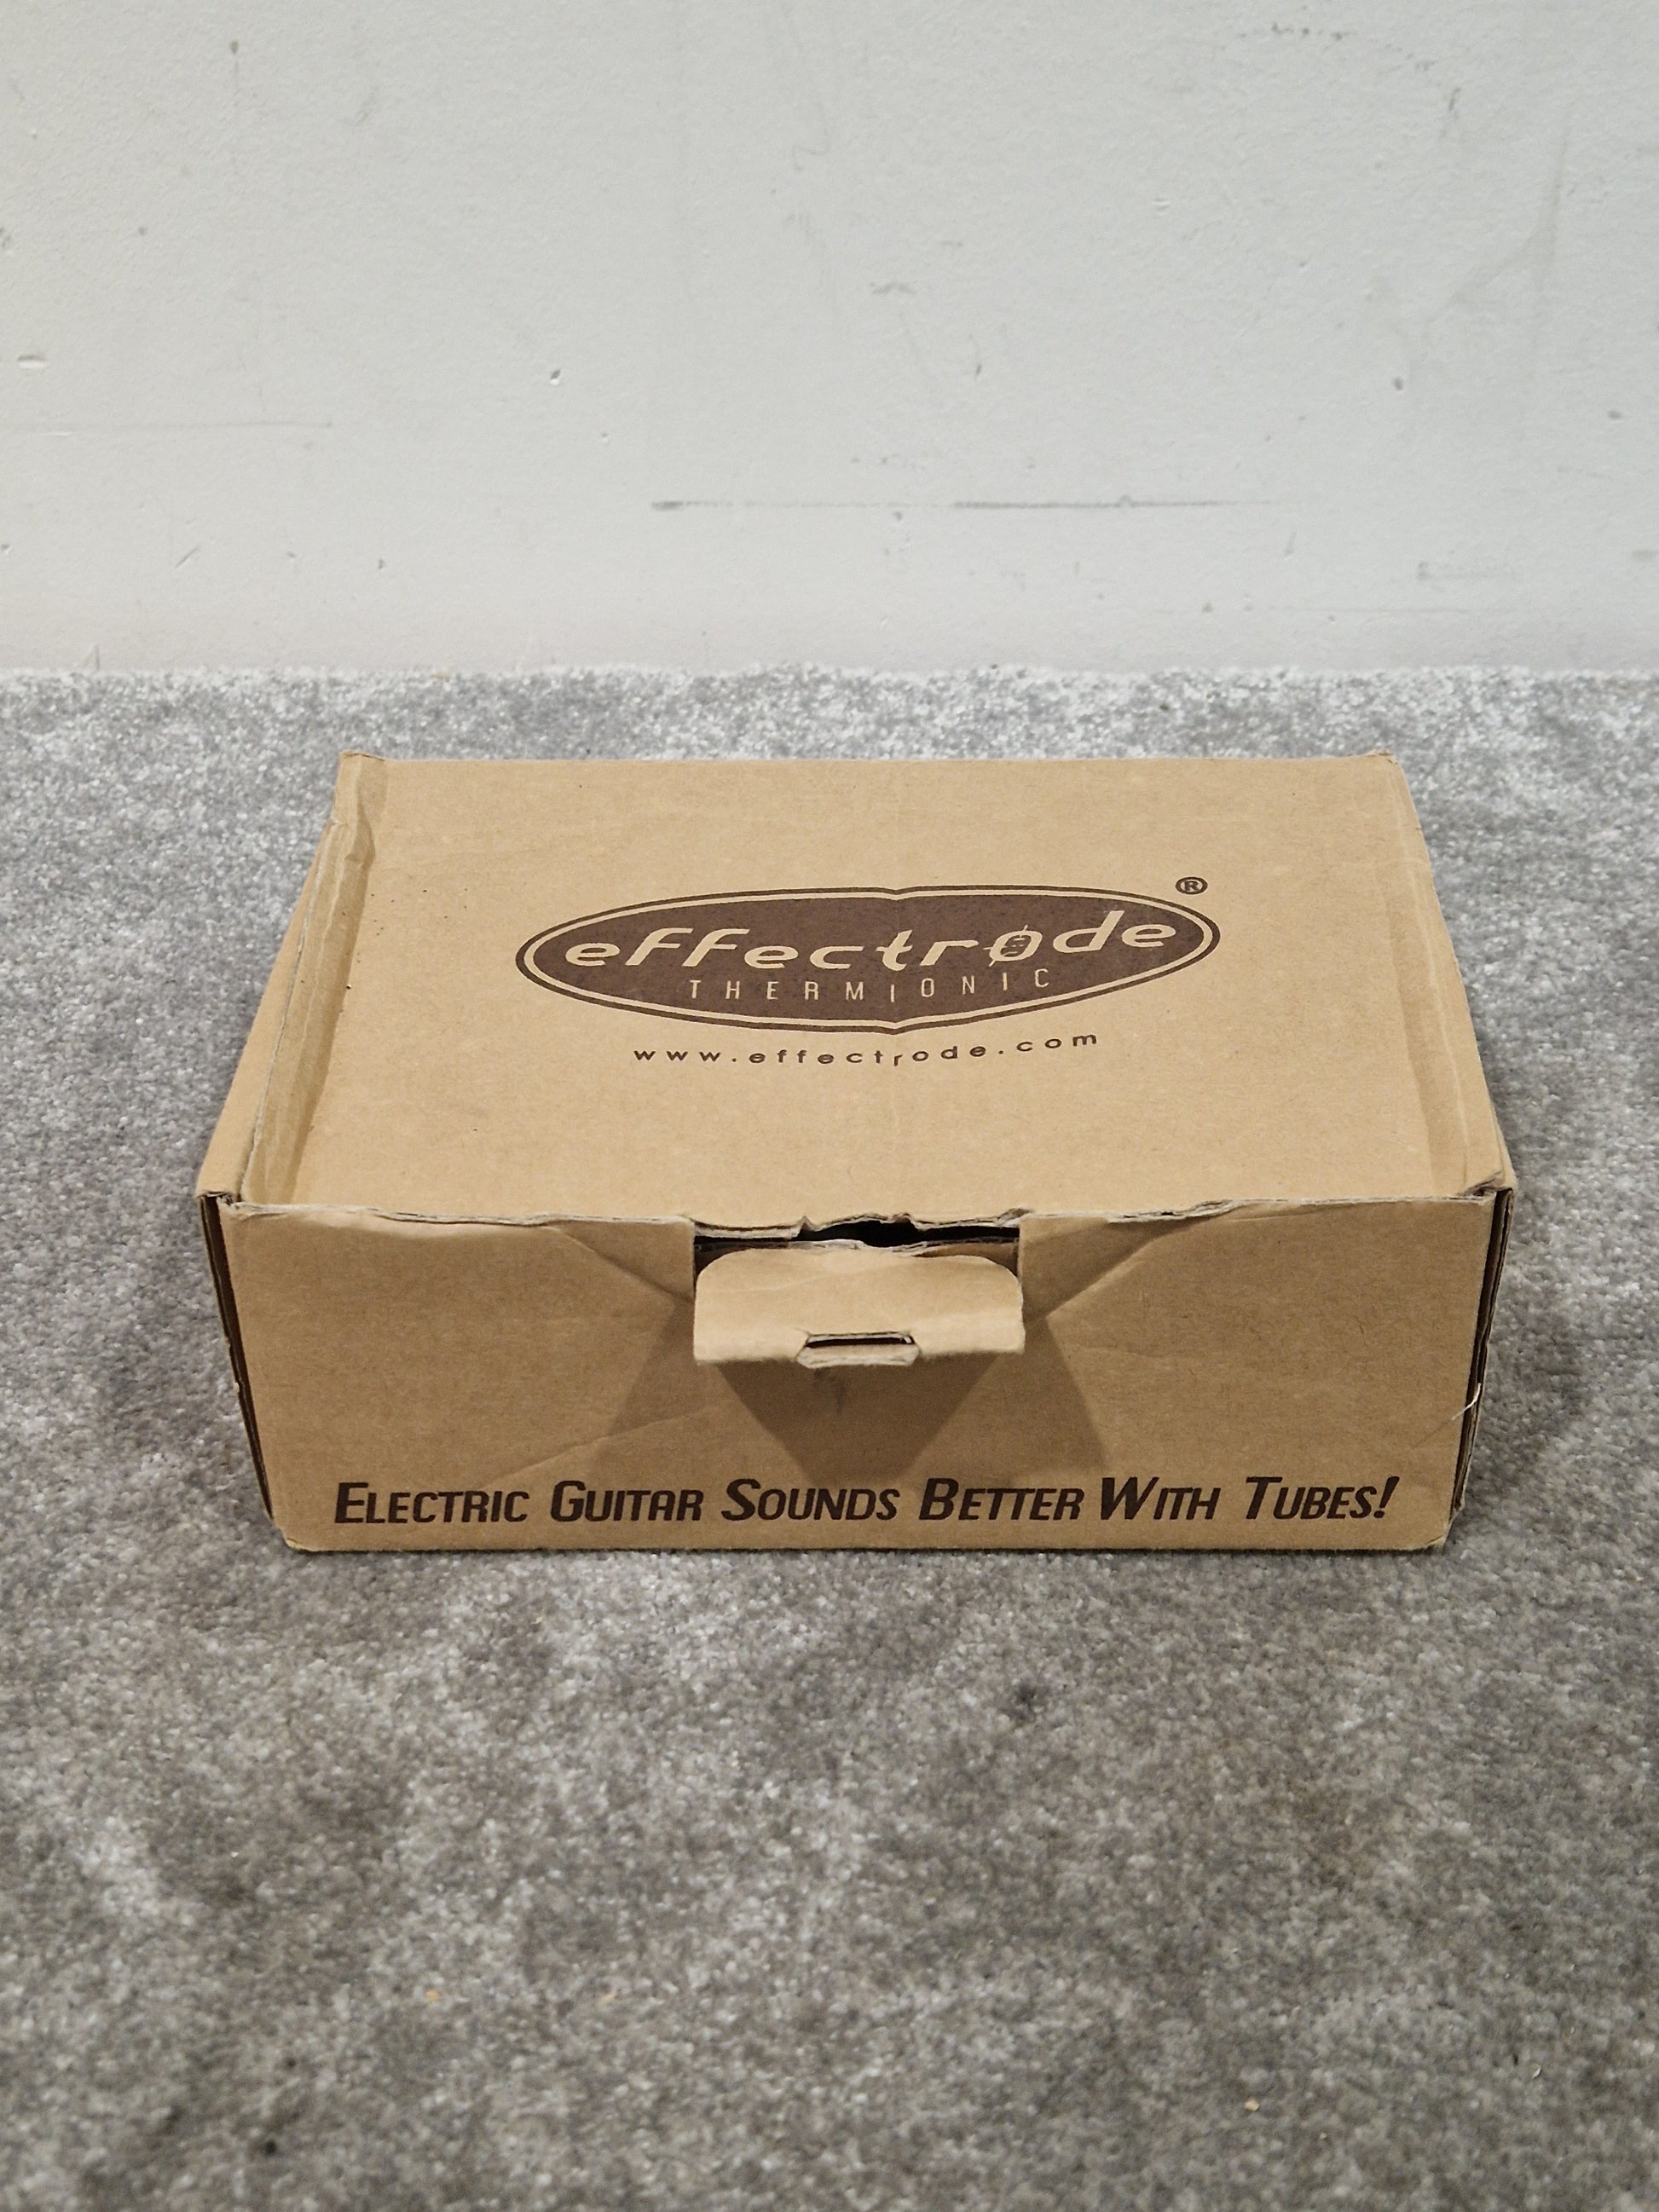 effectrode®
THERMIONIC
www.effectrode.com
ELECTRIC GUITAR SOUNDS BETTER WITH TUBES!